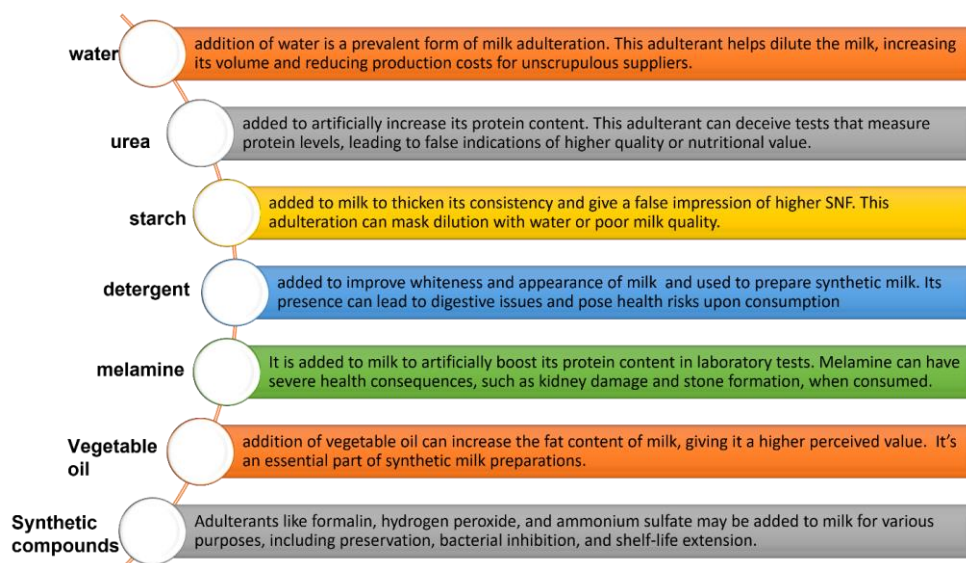 water
addition of water is a prevalent form of milk adulteration. This adulterant helps dilute the milk, increasing
its volume and reducing production costs for unscrupulous suppliers.
urea
added to artificially increase its protein content. This adulterant can deceive tests that measure
protein levels, leading to false indications of higher quality or nutritional value.
starch
added to milk to thicken its consistency and give a false impression of higher SNF. This
adulteration can mask dilution with water or poor milk quality.
detergent
added to improve whiteness and appearance of milk and used to prepare synthetic milk. Its
presence can lead to digestive issues and pose health risks upon consumption
melamine
It is added to milk to artificially boost its protein content in laboratory tests. Melamine can have
severe health consequences, such as kidney damage and stone formation, when consumed.
Vegetable
oil
addition of vegetable oil can increase the fat content of milk, giving it a higher perceived value. It's
an essential part of synthetic milk preparations.
Synthetic
compounds
Adulterants like formalin, hydrogen peroxide, and ammonium sulfate may be added to milk for various
purposes, including preservation, bacterial inhibition, and shelf-life extension.